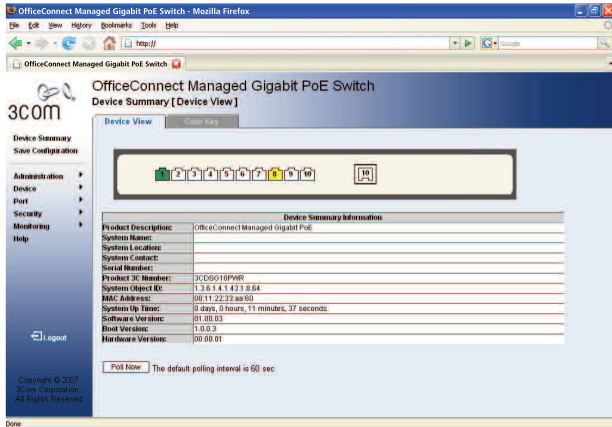 OfficeConnect Managed Gigabit PoE Switch - Mozilla Firefox
File Edit View History Bookmarks Tools Help
http://
Google
OfficeConnect Managed Gigabit PoE Switch
3COM
OfficeConnect Managed Gigabit PoE Switch
Device Summary [ Device View ]
Device View Color Key
Device Summary
Save Configuration
Administration
Device
Port
Security
Monitoring
Help
1 2 3 4 5 6 7 8 9 10 10
Device Summary Information
Product Description: OfficeConnect Managed Gigabit PoE
System Name:
System Location:
System Contact:
Serial Number:
Product 3C Number: 3CDSG10PWR
System Object ID: 1.3.6.1.4.1.43.1.8.64
MAC Address: 00:11:22:33:aa:60
System Up Time: 0 days, 0 hours, 11 minutes, 37 seconds
Software Version: 01.00.03
Boot Version: 1.0.0.3
Hardware Version: 00.00.01
Poll Now The default polling interval is 60 sec
Logout
Copyright © 2007
3Com Corporation.
All Rights Reserved.
Done